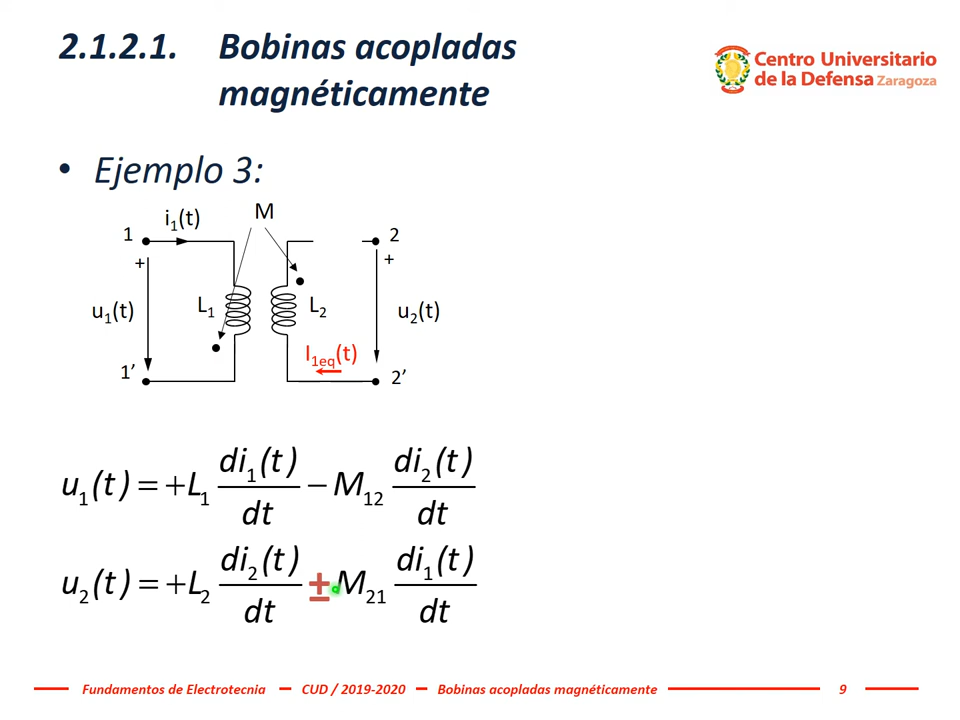 2.1.2.1. Bobinas acopladas
magnéticamente
Centro Universitario
de la Defensa Zaragoza
• Ejemplo 3:
i1(t)
M
1
2
+
+
u1(t)
L1
L2
u2(t)
I1eq(t)
1’
2’
u1(t) = +L1 di1(t)/dt − M12 di2(t)/dt
u2(t) = +L2 di2(t)/dt ± M21 di1(t)/dt
Fundamentos de Electrotecnia – CUD / 2019-2020 – Bobinas acopladas magnéticamente 9